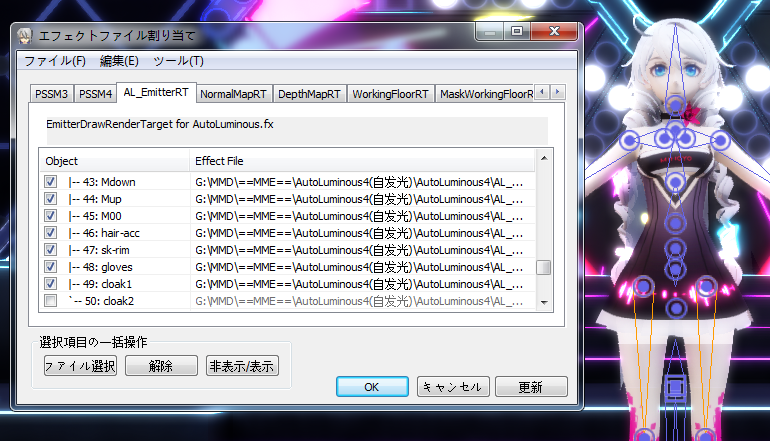 エフェクトファイル割り当て
ファイル(F) 編集(E) ツール(T)
PSSM3 PSSM4 AL_EmitterRT NormalMapRT DepthMapRT WorkingFloorRT MaskWorkingFloorR
EmitterDrawRenderTarget for AutoLuminous.fx
Object Effect File
|-- 43: Mdown G:\MMD\==MME==\AutoLuminous4(自发光)\AutoLuminous4\AL_...
|-- 44: Mup G:\MMD\==MME==\AutoLuminous4(自发光)\AutoLuminous4\AL_...
|-- 45: M00 G:\MMD\==MME==\AutoLuminous4(自发光)\AutoLuminous4\AL_...
|-- 46: hair-acc G:\MMD\==MME==\AutoLuminous4(自发光)\AutoLuminous4\AL_...
|-- 47: sk-rim G:\MMD\==MME==\AutoLuminous4(自发光)\AutoLuminous4\AL_...
|-- 48: gloves G:\MMD\==MME==\AutoLuminous4(自发光)\AutoLuminous4\AL_...
|-- 49: cloak1 G:\MMD\==MME==\AutoLuminous4(自发光)\AutoLuminous4\AL_...
`-- 50: cloak2 G:\MMD\==MME==\AutoLuminous4(自发光)\AutoLuminous4\AL_...
選択項目の一括操作
ファイル選択 解除 非表示/表示
OK キャンセル 更新